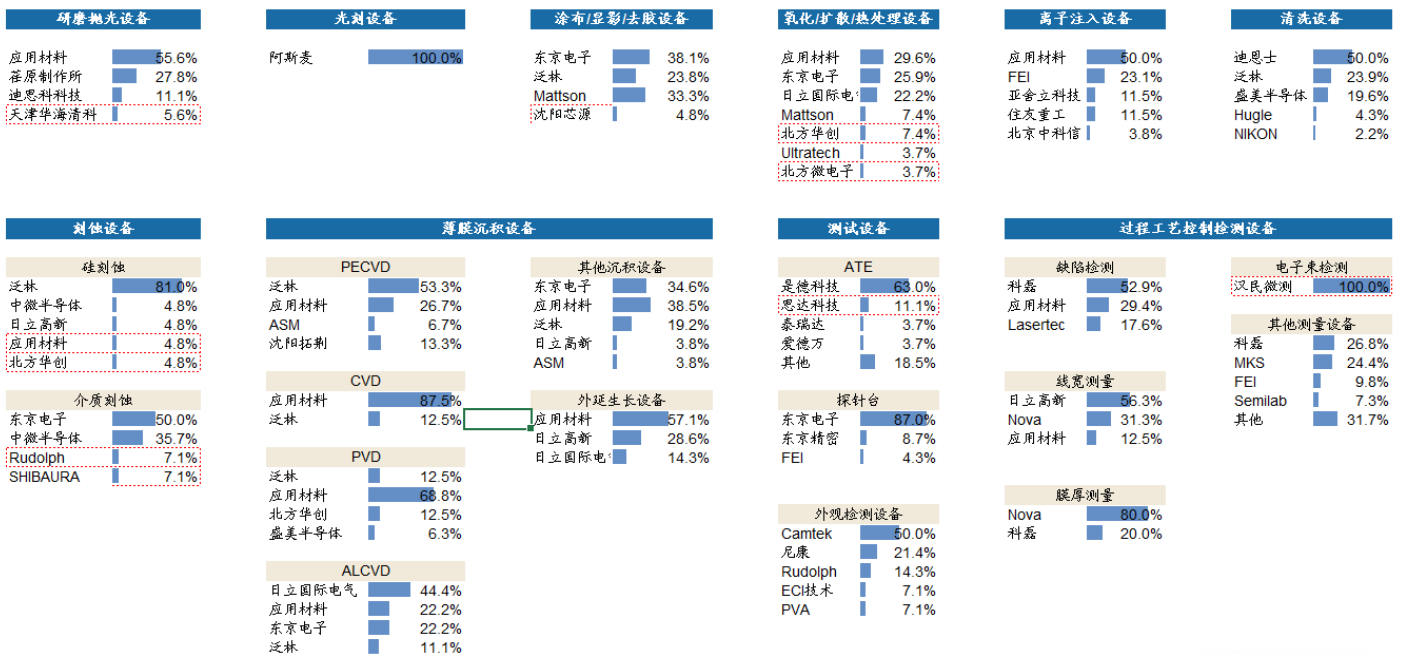 研磨抛光设备
应用材料 55.6%
荏原制作所 27.8%
迪思科科技 11.1%
天津华海清科 5.6%
光刻设备
阿斯麦 100.0%
涂布/显影/去胶设备
东京电子 38.1%
泛林 23.8%
Mattson 33.3%
沈阳芯源 4.8%
氧化/扩散/热处理设备
应用材料 29.6%
东京电子 25.9%
日立国际电 22.2%
Mattson 7.4%
北方华创 7.4%
Ultratech 3.7%
北方微电子 3.7%
离子注入设备
应用材料 50.0%
FEI 23.1%
亚舍立科技 11.5%
住友重工 11.5%
北京中科信 3.8%
清洗设备
迪恩士 50.0%
泛林 23.9%
盛美半导体 19.6%
Hugle 4.3%
NIKON 2.2%
刻蚀设备
硅刻蚀
泛林 81.0%
中微半导体 4.8%
日立高新 4.8%
应用材料 4.8%
北方华创 4.8%
介质刻蚀
东京电子 50.0%
中微半导体 35.7%
Rudolph 7.1%
SHIBAURA 7.1%
薄膜沉积设备
PECVD
泛林 53.3%
应用材料 26.7%
ASM 6.7%
沈阳拓荆 13.3%
CVD
应用材料 87.5%
泛林 12.5%
PVD
泛林 12.5%
应用材料 68.8%
北方华创 12.5%
盛美半导体 6.3%
ALCVD
日立国际电气 44.4%
应用材料 22.2%
东京电子 22.2%
泛林 11.1%
其他沉积设备
东京电子 34.6%
应用材料 38.5%
泛林 19.2%
日立高新 3.8%
ASM 3.8%
外延生长设备
应用材料 57.1%
日立高新 28.6%
日立国际电 14.3%
测试设备
ATE
是德科技 63.0%
思达科技 11.1%
泰瑞达 3.7%
爱德万 3.7%
其他 18.5%
探针台
东京电子 87.0%
东京精密 8.7%
FEI 4.3%
外观检测设备
Camtek 50.0%
尼康 21.4%
Rudolph 14.3%
ECI技术 7.1%
PVA 7.1%
过程工艺控制检测设备
缺陷检测
科磊 52.9%
应用材料 29.4%
Lasertec 17.6%
线宽测量
日立高新 56.3%
Nova 31.3%
应用材料 12.5%
膜厚测量
Nova 80.0%
科磊 20.0%
电子束检测
汉民微测 100.0%
其他测量设备
科磊 26.8%
MKS 24.4%
FEI 9.8%
Semilab 7.3%
其他 31.7%